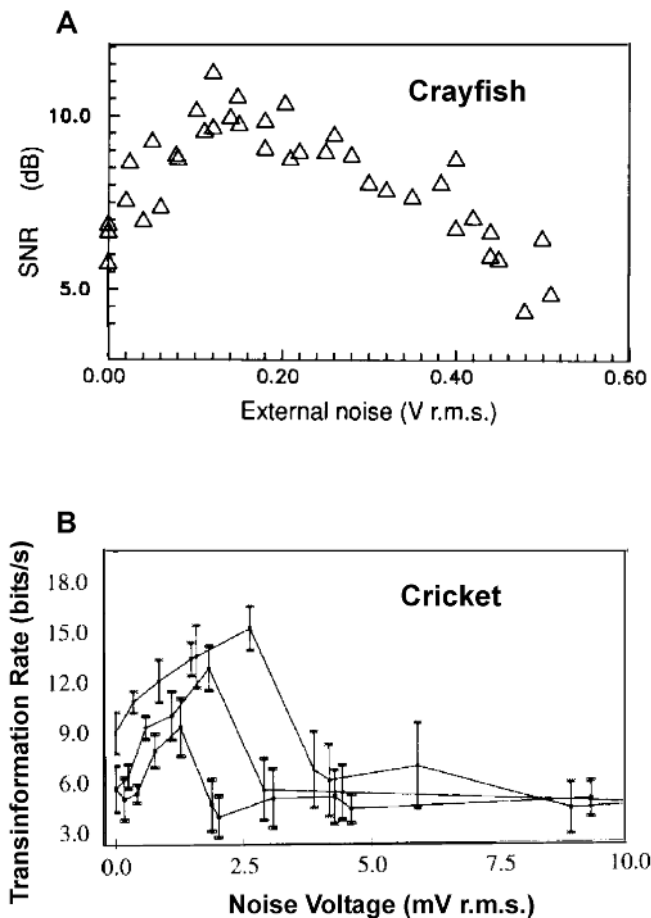 A
Crayfish
10.0
5.0
SNR (dB)
0.00 0.20 0.40 0.60
External noise (V r.m.s.)
B
Cricket
18.0
15.0
12.0
9.0
6.0
3.0
Transinformation Rate (bits/s)
0.0 2.5 5.0 7.5 10.0
Noise Voltage (mV r.m.s.)